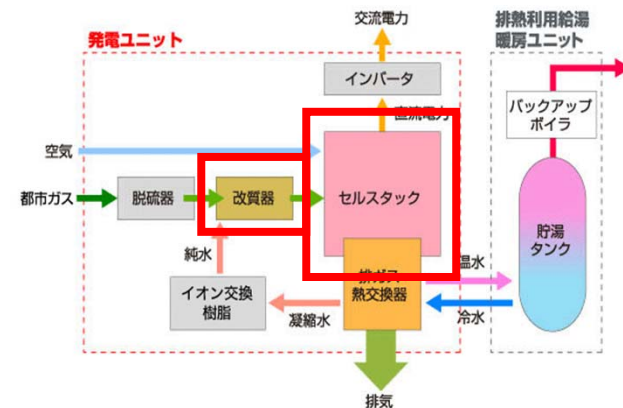 交流電力
排熱利用給湯
暖房ユニット
発電ユニット
インバータ
直流電力
バックアップ
ボイラ
空気
都市ガス
脱硫器
改質器
セルスタック
貯湯
タンク
純水
温水
イオン交換
樹脂
凝縮水
排ガス
熱交換器
冷水
排気